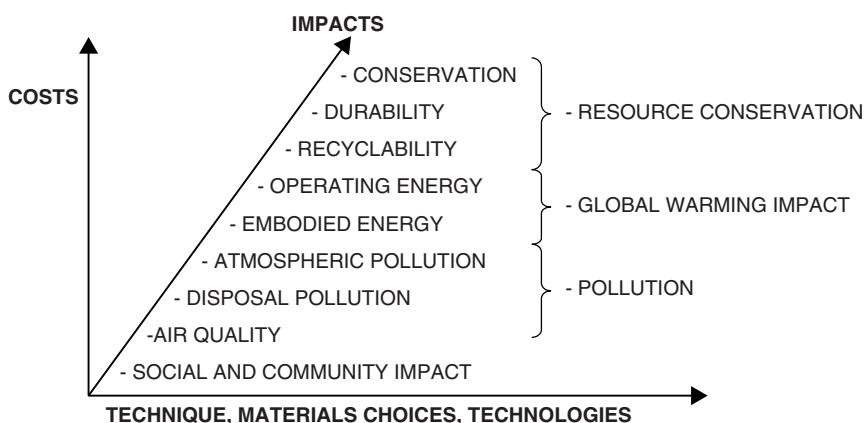 IMPACTS
- CONSERVATION
COSTS
- DURABILITY
- RESOURCE CONSERVATION
- RECYCLABILITY
- OPERATING ENERGY
- GLOBAL WARMING IMPACT
- EMBODIED ENERGY
- ATMOSPHERIC POLLUTION
- DISPOSAL POLLUTION
- POLLUTION
-AIR QUALITY
- SOCIAL AND COMMUNITY IMPACT
TECHNIQUE, MATERIALS CHOICES, TECHNOLOGIES